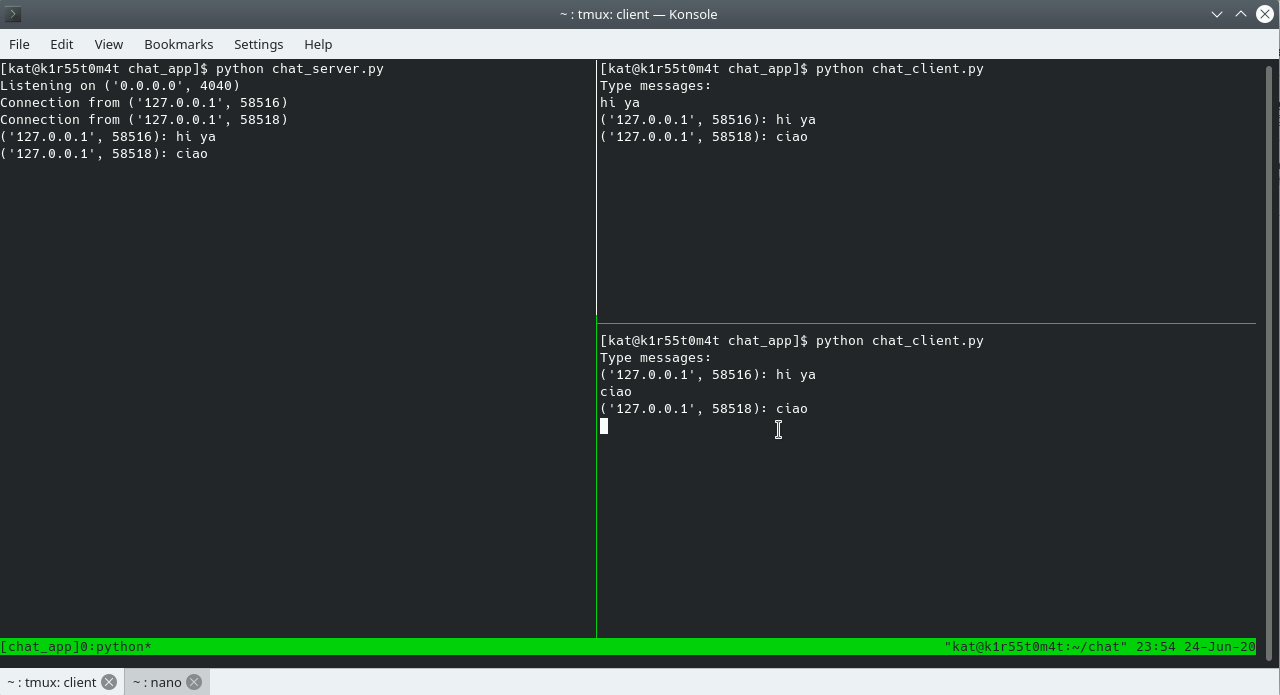 ~ : tmux: client — Konsole
File Edit View Bookmarks Settings Help
[kat@k1r55t0m4t chat_app]$ python chat_server.py
Listening on ('0.0.0.0', 4040)
Connection from ('127.0.0.1', 58516)
Connection from ('127.0.0.1', 58518)
('127.0.0.1', 58516): hi ya
('127.0.0.1', 58518): ciao
[kat@k1r55t0m4t chat_app]$ python chat_client.py
Type messages:
hi ya
('127.0.0.1', 58516): hi ya
('127.0.0.1', 58518): ciao
[kat@k1r55t0m4t chat_app]$ python chat_client.py
Type messages:
('127.0.0.1', 58516): hi ya
ciao
('127.0.0.1', 58518): ciao
[chat_app]0:python* "kat@k1r55t0m4t:~/chat" 23:54 24-Jun-20
~ : tmux: client ~ : nano